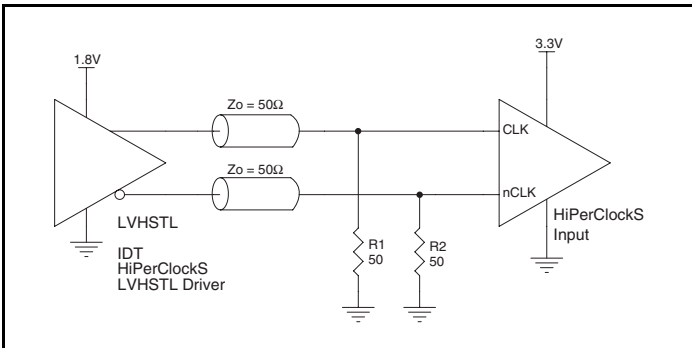 1.8V
3.3V
Zo = 50Ω
CLK
Zo = 50Ω
nCLK
LVHSTL
IDT
HiPerClockS
LVHSTL Driver
R1
50
R2
50
HiPerClockS
Input